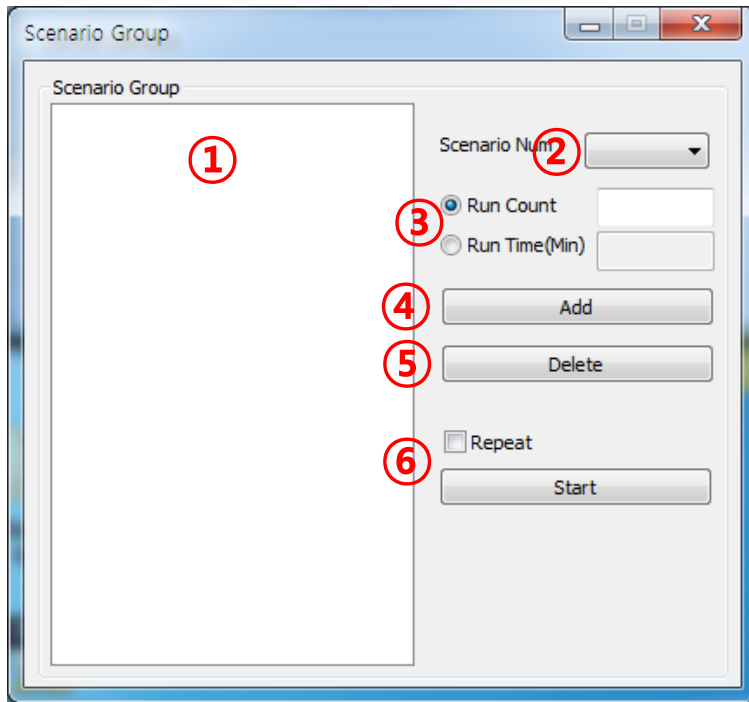 Scenario Group
Scenario Group
①
Scenario Num ②
③ Run Count
Run Time(Min)
④ Add
⑤ Delete
Repeat
⑥
Start